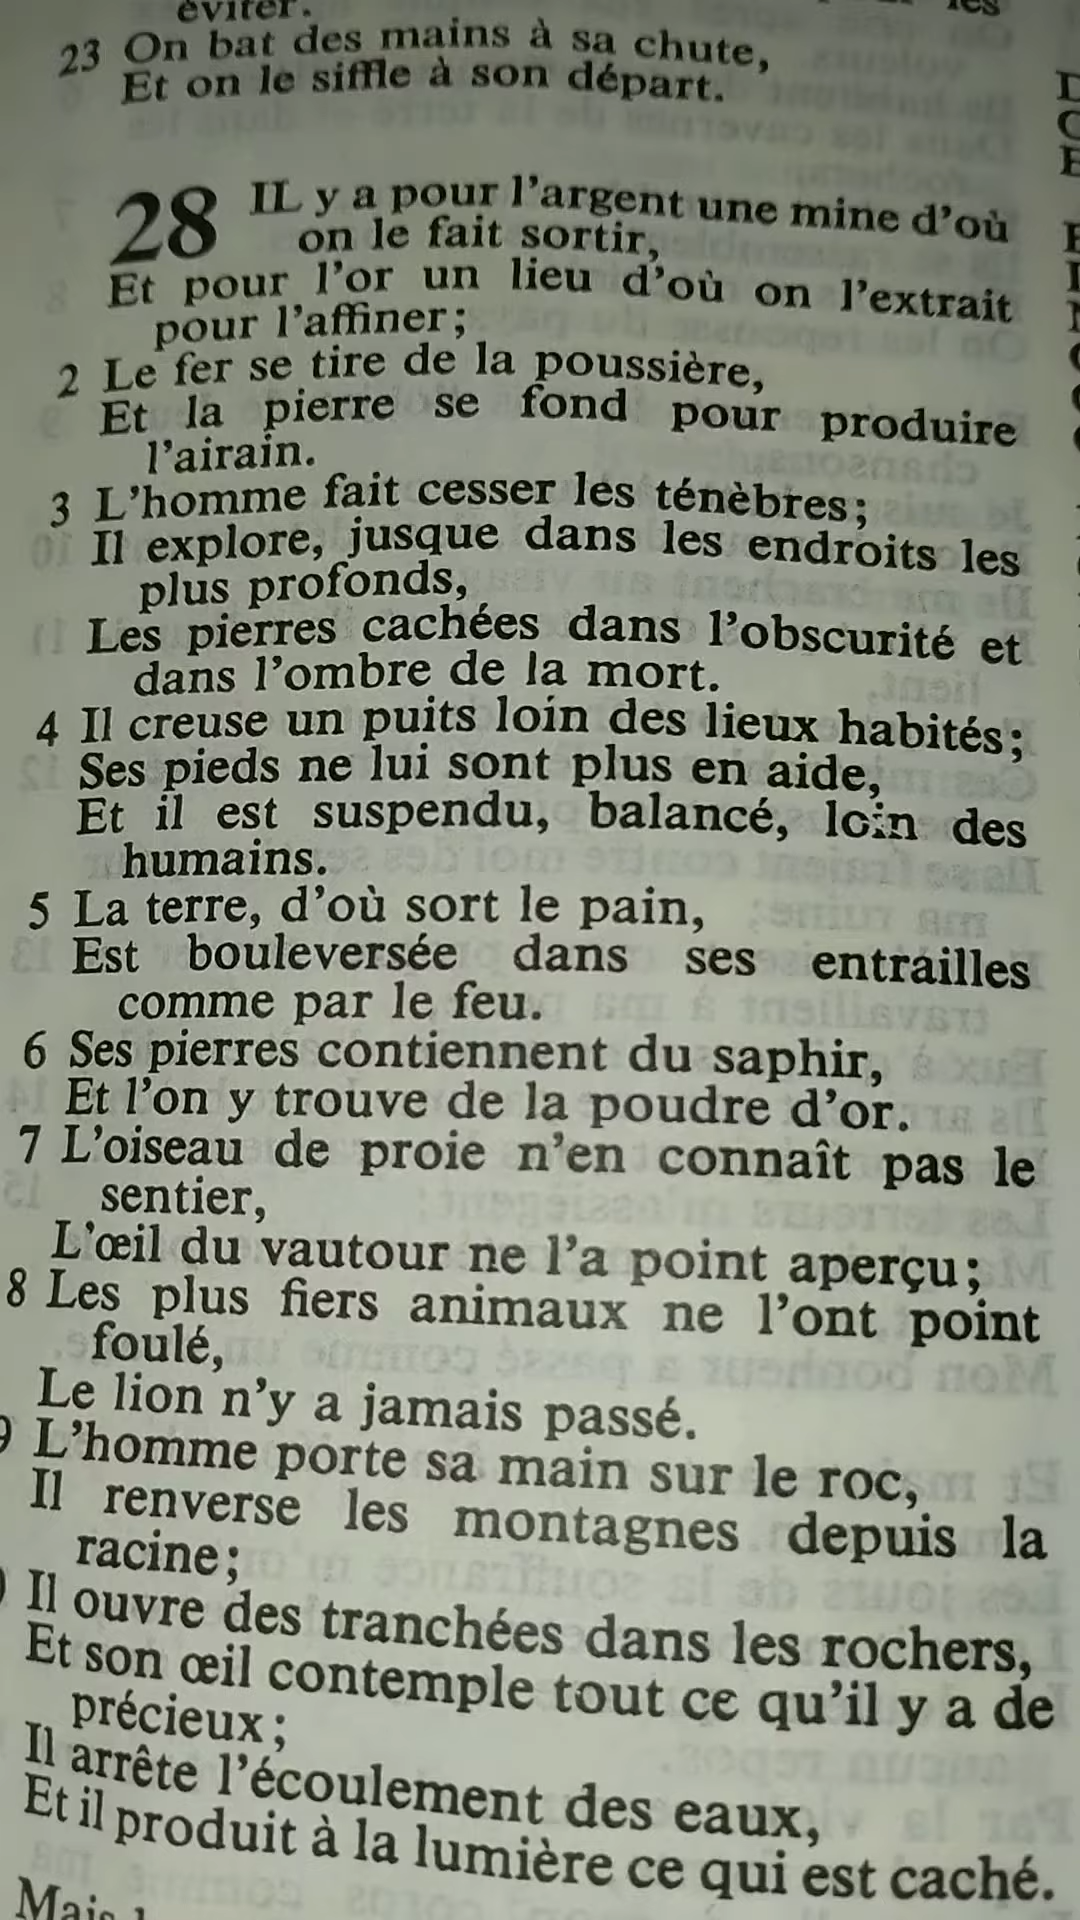 éviter.
23 On bat des mains à sa chute,
Et on le siffle à son départ.
28 IL y a pour l'argent une mine d'où
on le fait sortir,
Et pour l'or un lieu d'où on l'extrait
pour l'affiner;
2 Le fer se tire de la poussière,
Et la pierre se fond pour produire
l'airain.
3 L'homme fait cesser les ténèbres;
Il explore, jusque dans les endroits les
plus profonds,
Les pierres cachées dans l'obscurité et
dans l'ombre de la mort.
4 Il creuse un puits loin des lieux habités;
Ses pieds ne lui sont plus en aide,
Et il est suspendu, balancé, loin des
humains.
5 La terre, d'où sort le pain,
Est bouleversée dans ses entrailles
comme par le feu.
6 Ses pierres contiennent du saphir,
Et l'on y trouve de la poudre d'or.
7 L'oiseau de proie n'en connaît pas le
sentier,
L'œil du vautour ne l'a point aperçu;
8 Les plus fiers animaux ne l'ont point
foulé,
Le lion n'y a jamais passé.
9 L'homme porte sa main sur le roc,
Il renverse les montagnes depuis la
racine;
Il ouvre des tranchées dans les rochers,
Et son œil contemple tout ce qu'il y a de
précieux;
Il arrête l'écoulement des eaux,
Et il produit à la lumière ce qui est caché.
Mais